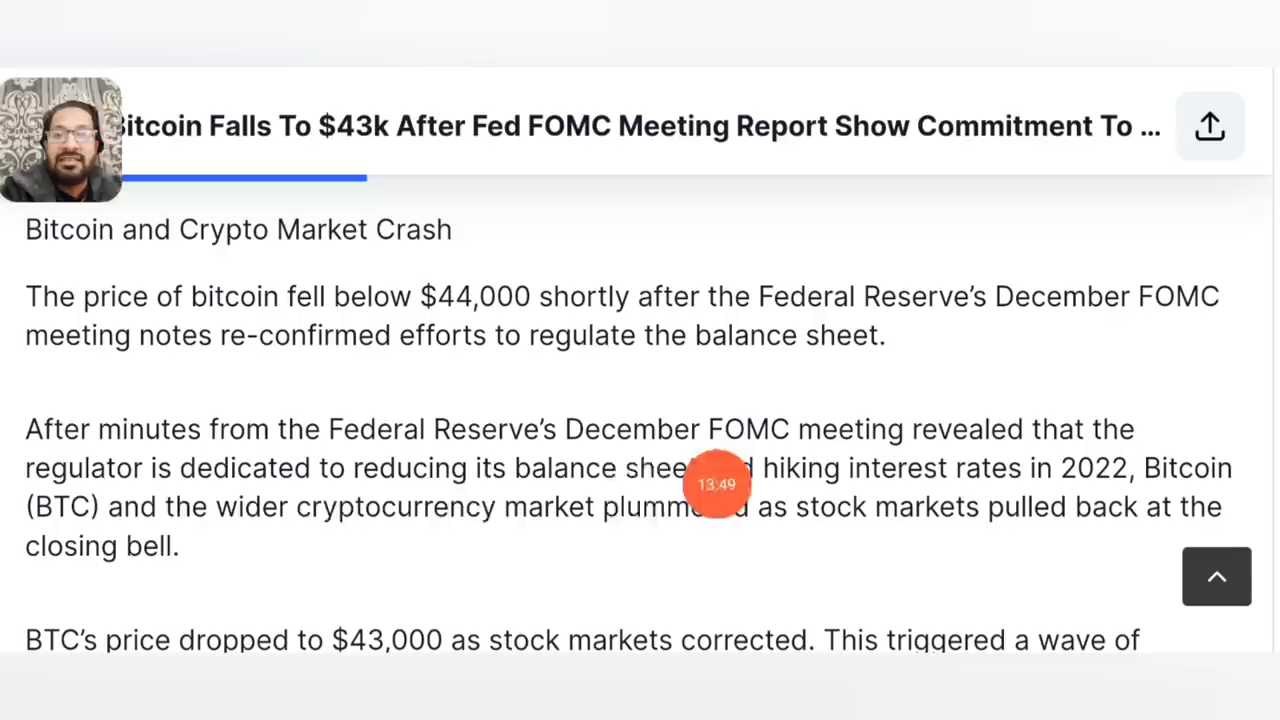 Bitcoin Falls To $43k After Fed FOMC Meeting Report Show Commitment To ...
Bitcoin and Crypto Market Crash
The price of bitcoin fell below $44,000 shortly after the Federal Reserve’s December FOMC
meeting notes re-confirmed efforts to regulate the balance sheet.
After minutes from the Federal Reserve’s December FOMC meeting revealed that the
regulator is dedicated to reducing its balance sheet and hiking interest rates in 2022, Bitcoin
13:49
(BTC) and the wider cryptocurrency market plummeted as stock markets pulled back at the
closing bell.
BTC’s price dropped to $43,000 as stock markets corrected. This triggered a wave of